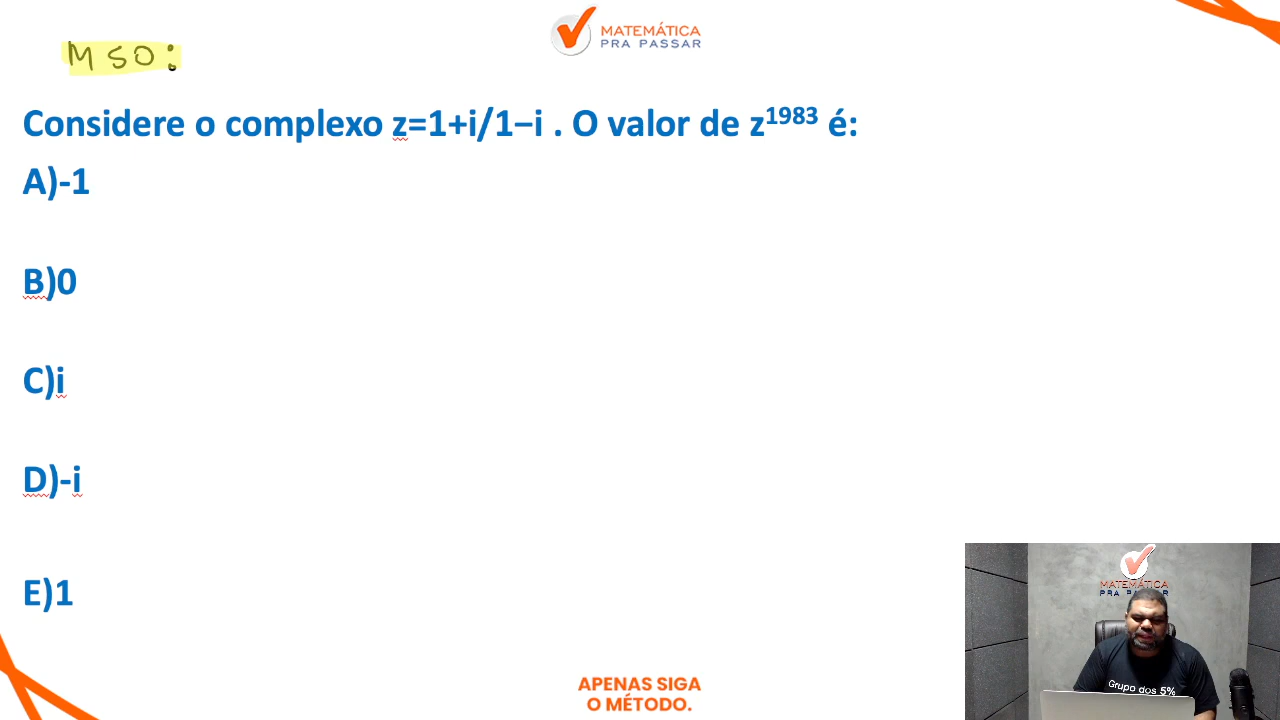 MATEMÁTICA
PRA PASSAR
MSO:
Considere o complexo z=1+i/1−i . O valor de z¹⁹⁸³ é:
A)-1
B)0
C)i
D)-i
E)1
MATEMÁTICA
PRA PASSAR
Grupo dos 5%
APENAS SIGA
O MÉTODO.